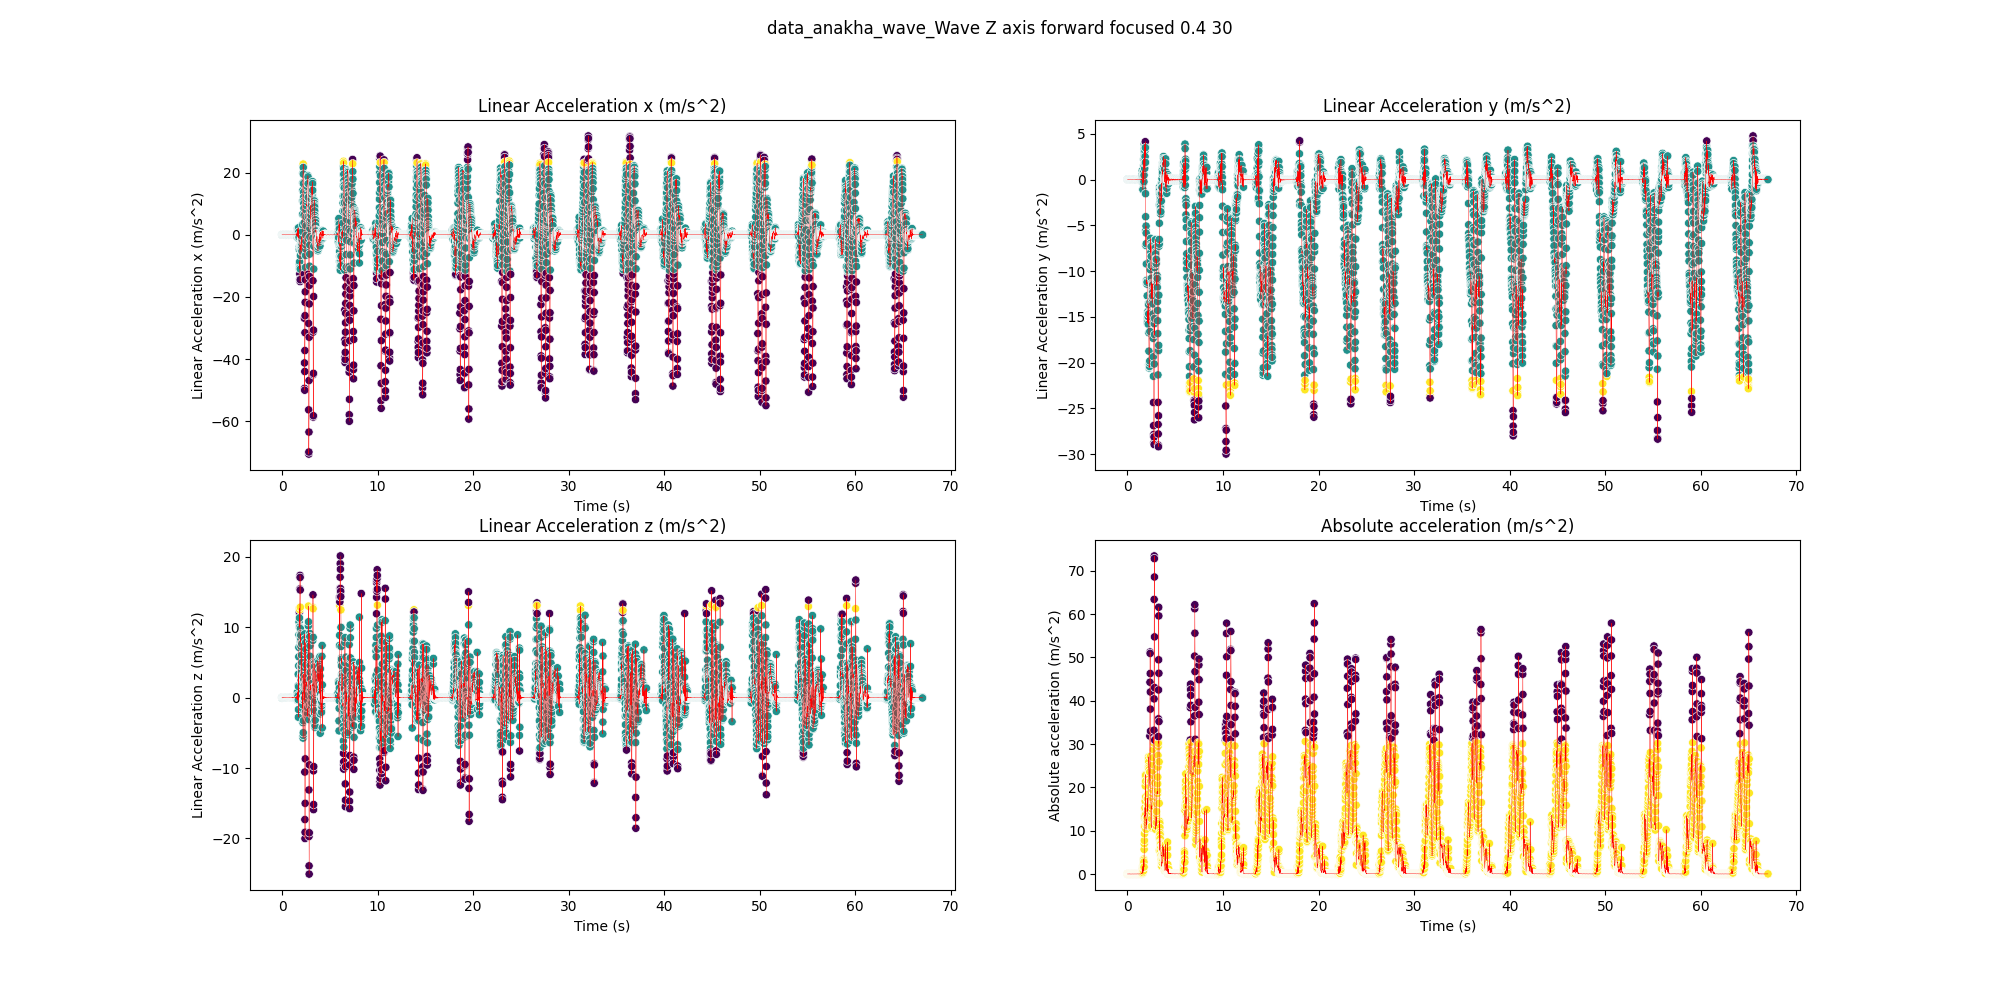 data_anakha_wave_Wave Z axis forward focused 0.4 30
Linear Acceleration x (m/s^2)
Linear Acceleration x (m/s^2)
20
0
−20
−40
−60
0 10 20 30 40 50 60 70
Time (s)
Linear Acceleration y (m/s^2)
Linear Acceleration y (m/s^2)
5
0
−5
−10
−15
−20
−25
−30
0 10 20 30 40 50 60 70
Time (s)
Linear Acceleration z (m/s^2)
Linear Acceleration z (m/s^2)
20
10
0
−10
−20
0 10 20 30 40 50 60 70
Time (s)
Absolute acceleration (m/s^2)
Absolute acceleration (m/s^2)
70
60
50
40
30
20
10
0
0 10 20 30 40 50 60 70
Time (s)